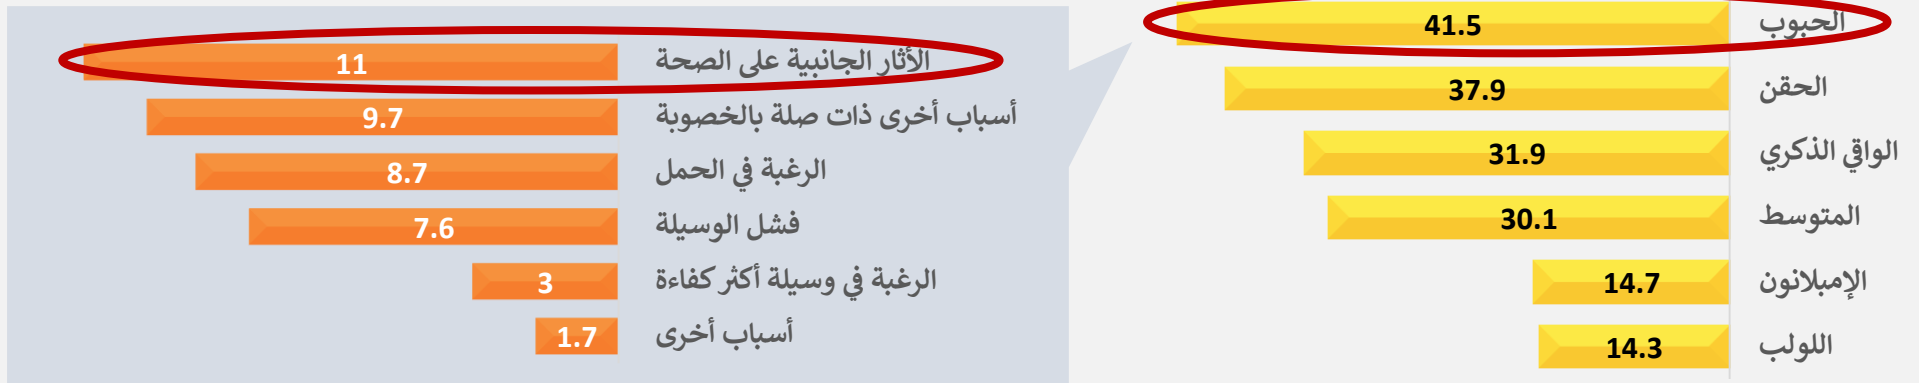 الحبوب 41.5
الحقن 37.9
الواقي الذكري 31.9
المتوسط 30.1
الإمبلانون 14.7
اللولب 14.3
الأثار الجانبية على الصحة 11
أسباب أخرى ذات صلة بالخصوبة 9.7
الرغبة في الحمل 8.7
فشل الوسيلة 7.6
الرغبة في وسيلة أكثر كفاءة 3
أسباب أخرى 1.7